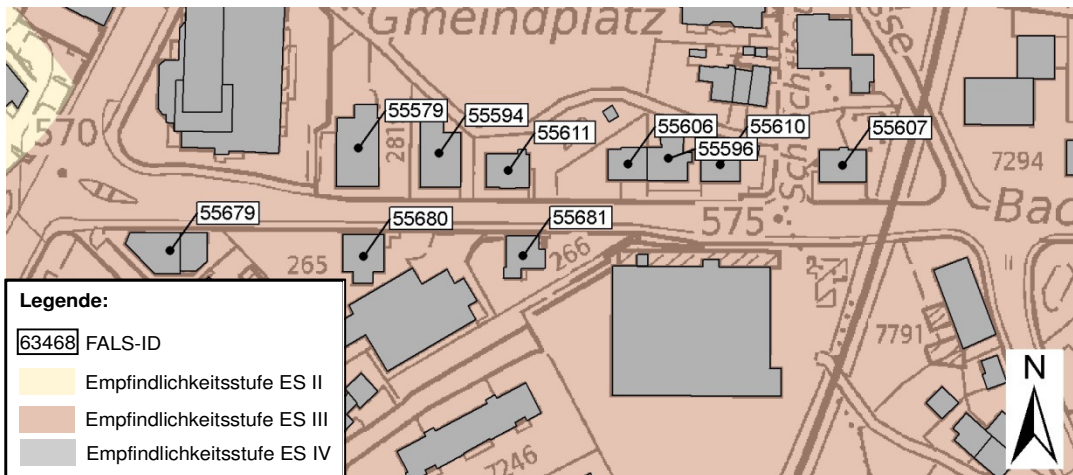 Gmeindplatz
570
281
55579
55594
55611
55606
55610
55596
55607
7294
575
Bac
55679
55680
55681
265
266
7791
7246
Legende:
63468 FALS-ID
Empfindlichkeitsstufe ES II
Empfindlichkeitsstufe ES III
Empfindlichkeitsstufe ES IV
N